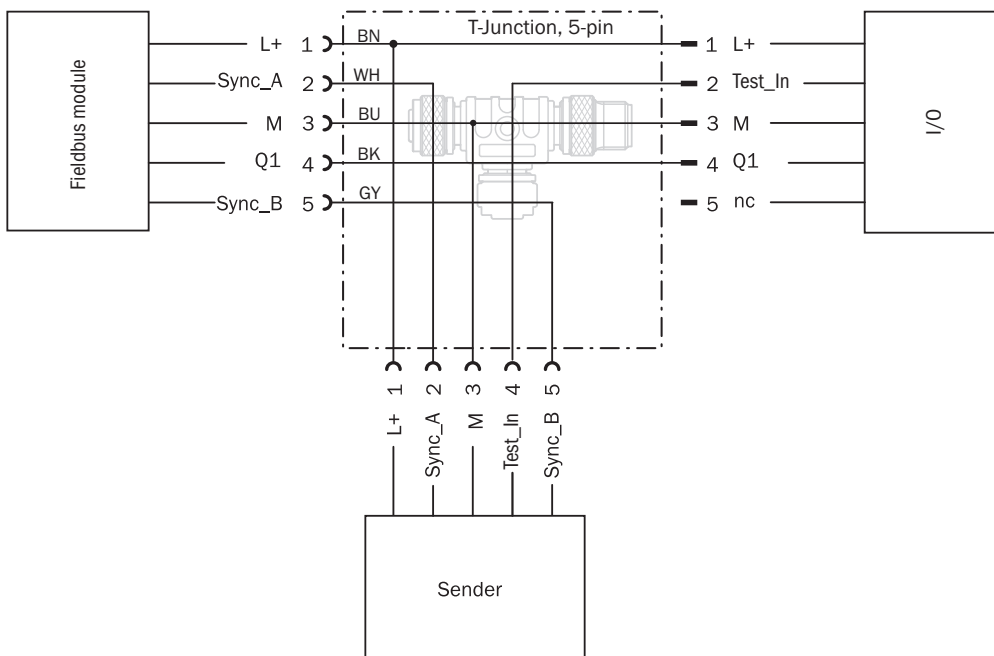 T-Junction, 5-pin
Fieldbus module
L+ 1 BN 1 L+
Sync_A 2 WH 2 Test_In
M 3 BU 3 M
Q1 4 BK 4 Q1
Sync_B 5 GY 5 nc
I/O
1 2 3 4 5
L+ Sync_A M Test_In Sync_B
Sender